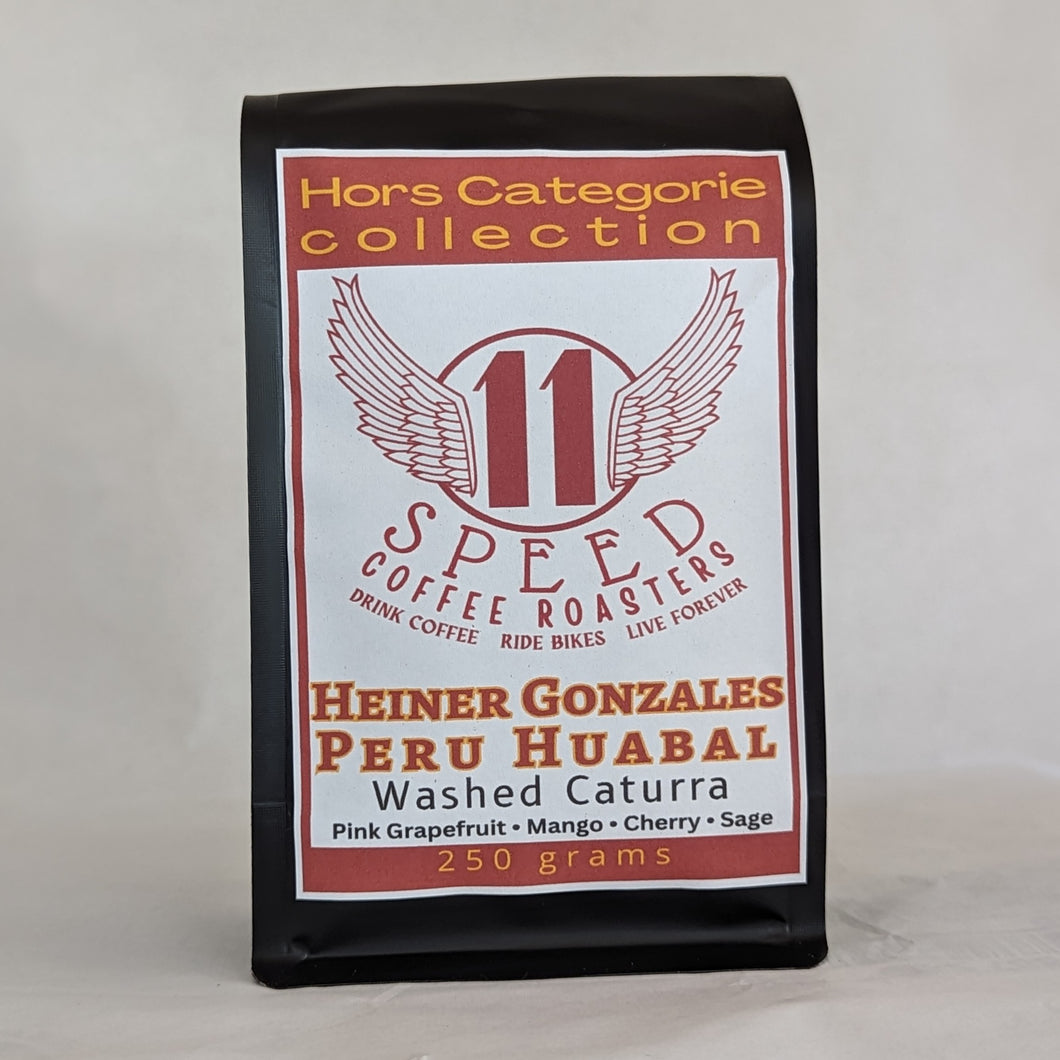 Hors Categorie
collection
11
SPEED
COFFEE ROASTERS
DRINK COFFEE RIDE BIKES LIVE FOREVER
HEINER GONZALES
PERU HUABAL
Washed Caturra
Pink Grapefruit • Mango • Cherry • Sage
250 grams